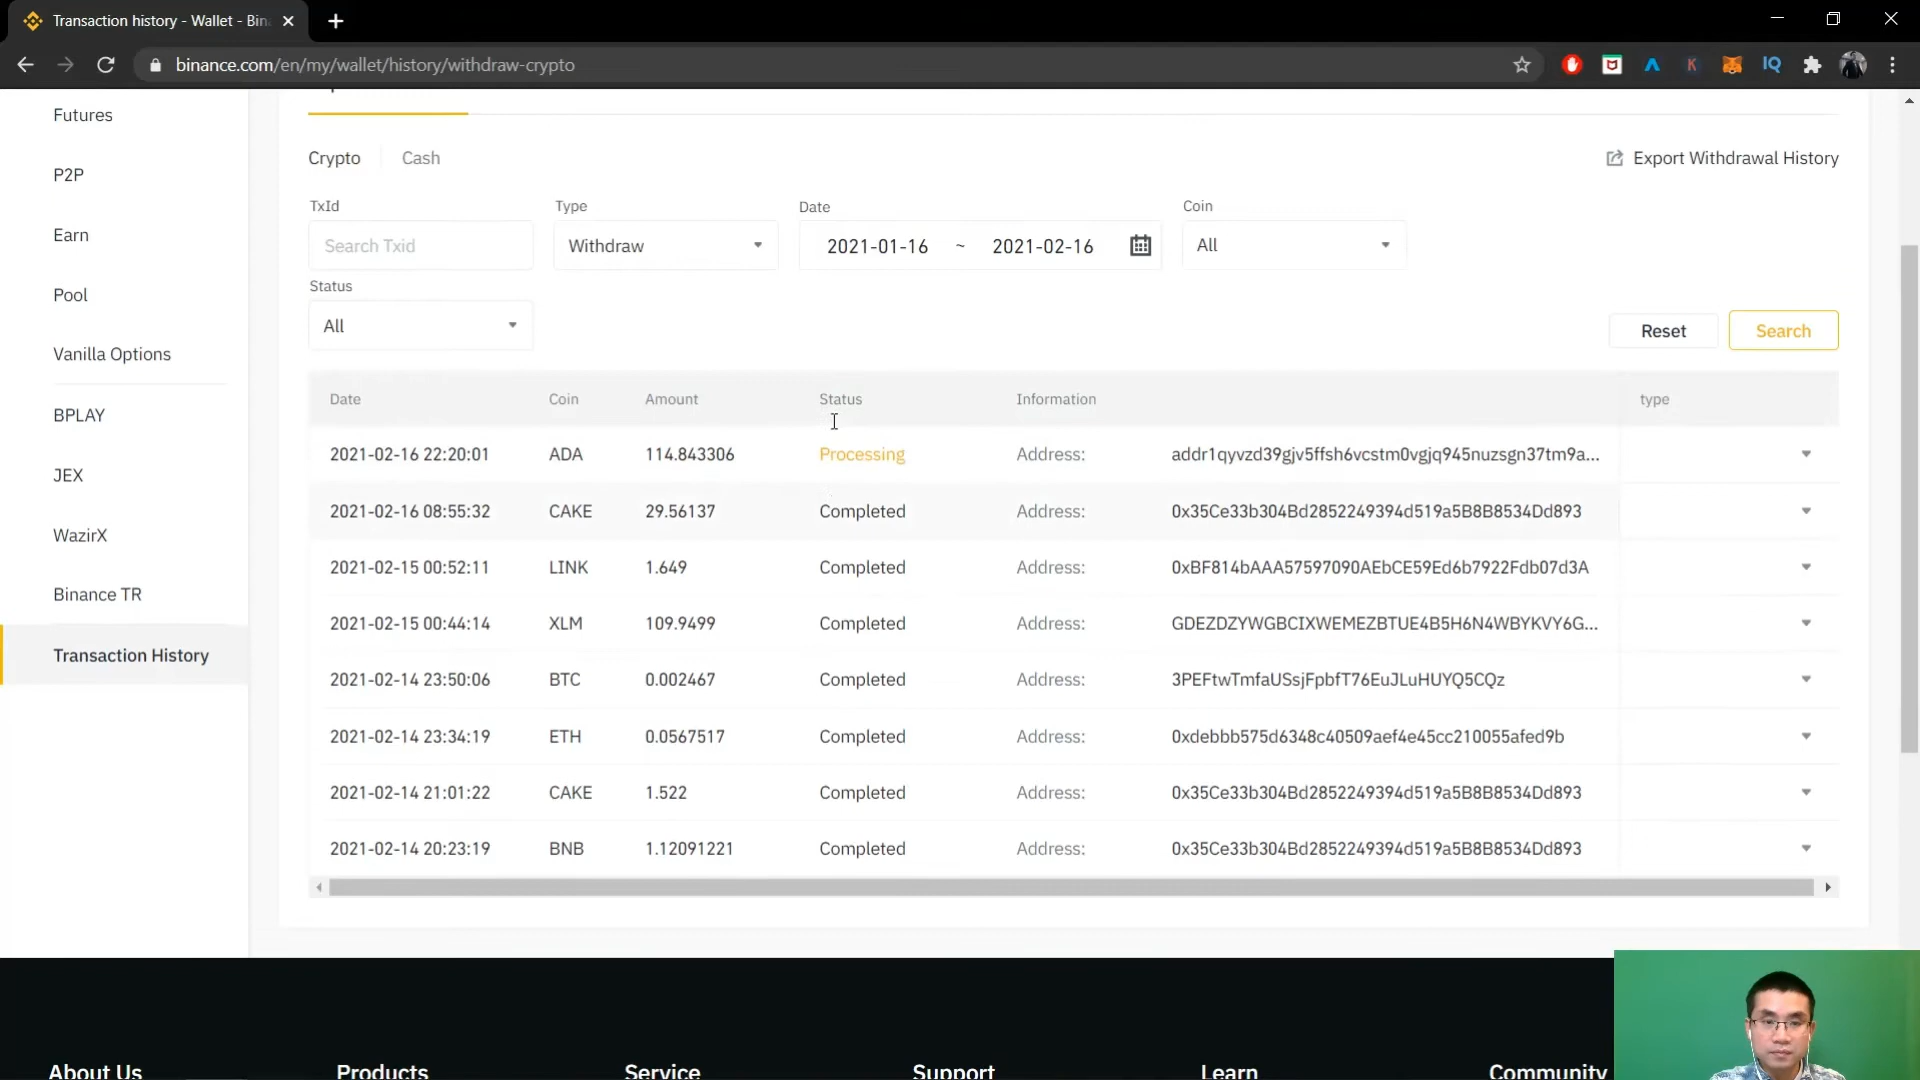 Transaction history - Wallet - Bin
binance.com/en/my/wallet/history/withdraw-crypto
Futures
P2P
Earn
Pool
Vanilla Options
BPLAY
JEX
WazirX
Binance TR
Transaction History
Crypto
Cash
Export Withdrawal History
TxId
Type
Date
Coin
Search Txid
Withdraw
2021-01-16 ~ 2021-02-16
All
Status
All
Reset
Search
Date Coin Amount Status Information type
2021-02-16 22:20:01 ADA 114.843306 Processing Address: addr1qyvzd39gjv5ffsh6vcstm0vgjq945nuzsgn37tm9a...
2021-02-16 08:55:32 CAKE 29.56137 Completed Address: 0x35Ce33b304Bd2852249394d519a5B8B8534Dd893
2021-02-15 00:52:11 LINK 1.649 Completed Address: 0xBF814bAAA57597090AEbCE59Ed6b7922Fdb07d3A
2021-02-15 00:44:14 XLM 109.9499 Completed Address: GDEZDZYWGBCIXWEMEZBTUE4B5H6N4WBYKVY6G...
2021-02-14 23:50:06 BTC 0.002467 Completed Address: 3PEFtwTmfaUSsjFpbfT76EuJLuHUYQ5CQz
2021-02-14 23:34:19 ETH 0.0567517 Completed Address: 0xdebbb575d6348c40509aef4e45cc210055afed9b
2021-02-14 21:01:22 CAKE 1.522 Completed Address: 0x35Ce33b304Bd2852249394d519a5B8B8534Dd893
2021-02-14 20:23:19 BNB 1.12091221 Completed Address: 0x35Ce33b304Bd2852249394d519a5B8B8534Dd893
About Us Products Service Support Learn Community